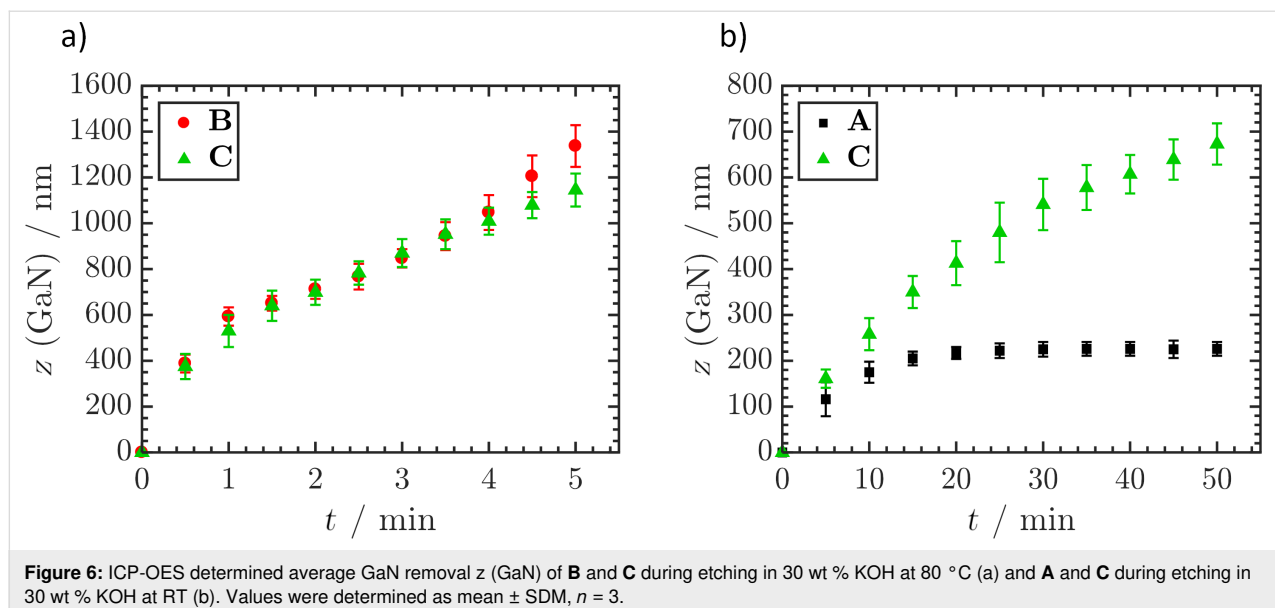 a)
z (GaN) / nm
1600
1400
1200
1000
800
600
400
200
0
B
C
0 1 2 3 4 5
t / min
b)
z (GaN) / nm
800
700
600
500
400
300
200
100
0
A
C
0 10 20 30 40 50
t / min
Figure 6: ICP-OES determined average GaN removal z (GaN) of B and C during etching in 30 wt % KOH at 80 °C (a) and A and C during etching in
30 wt % KOH at RT (b). Values were determined as mean ± SDM, n = 3.